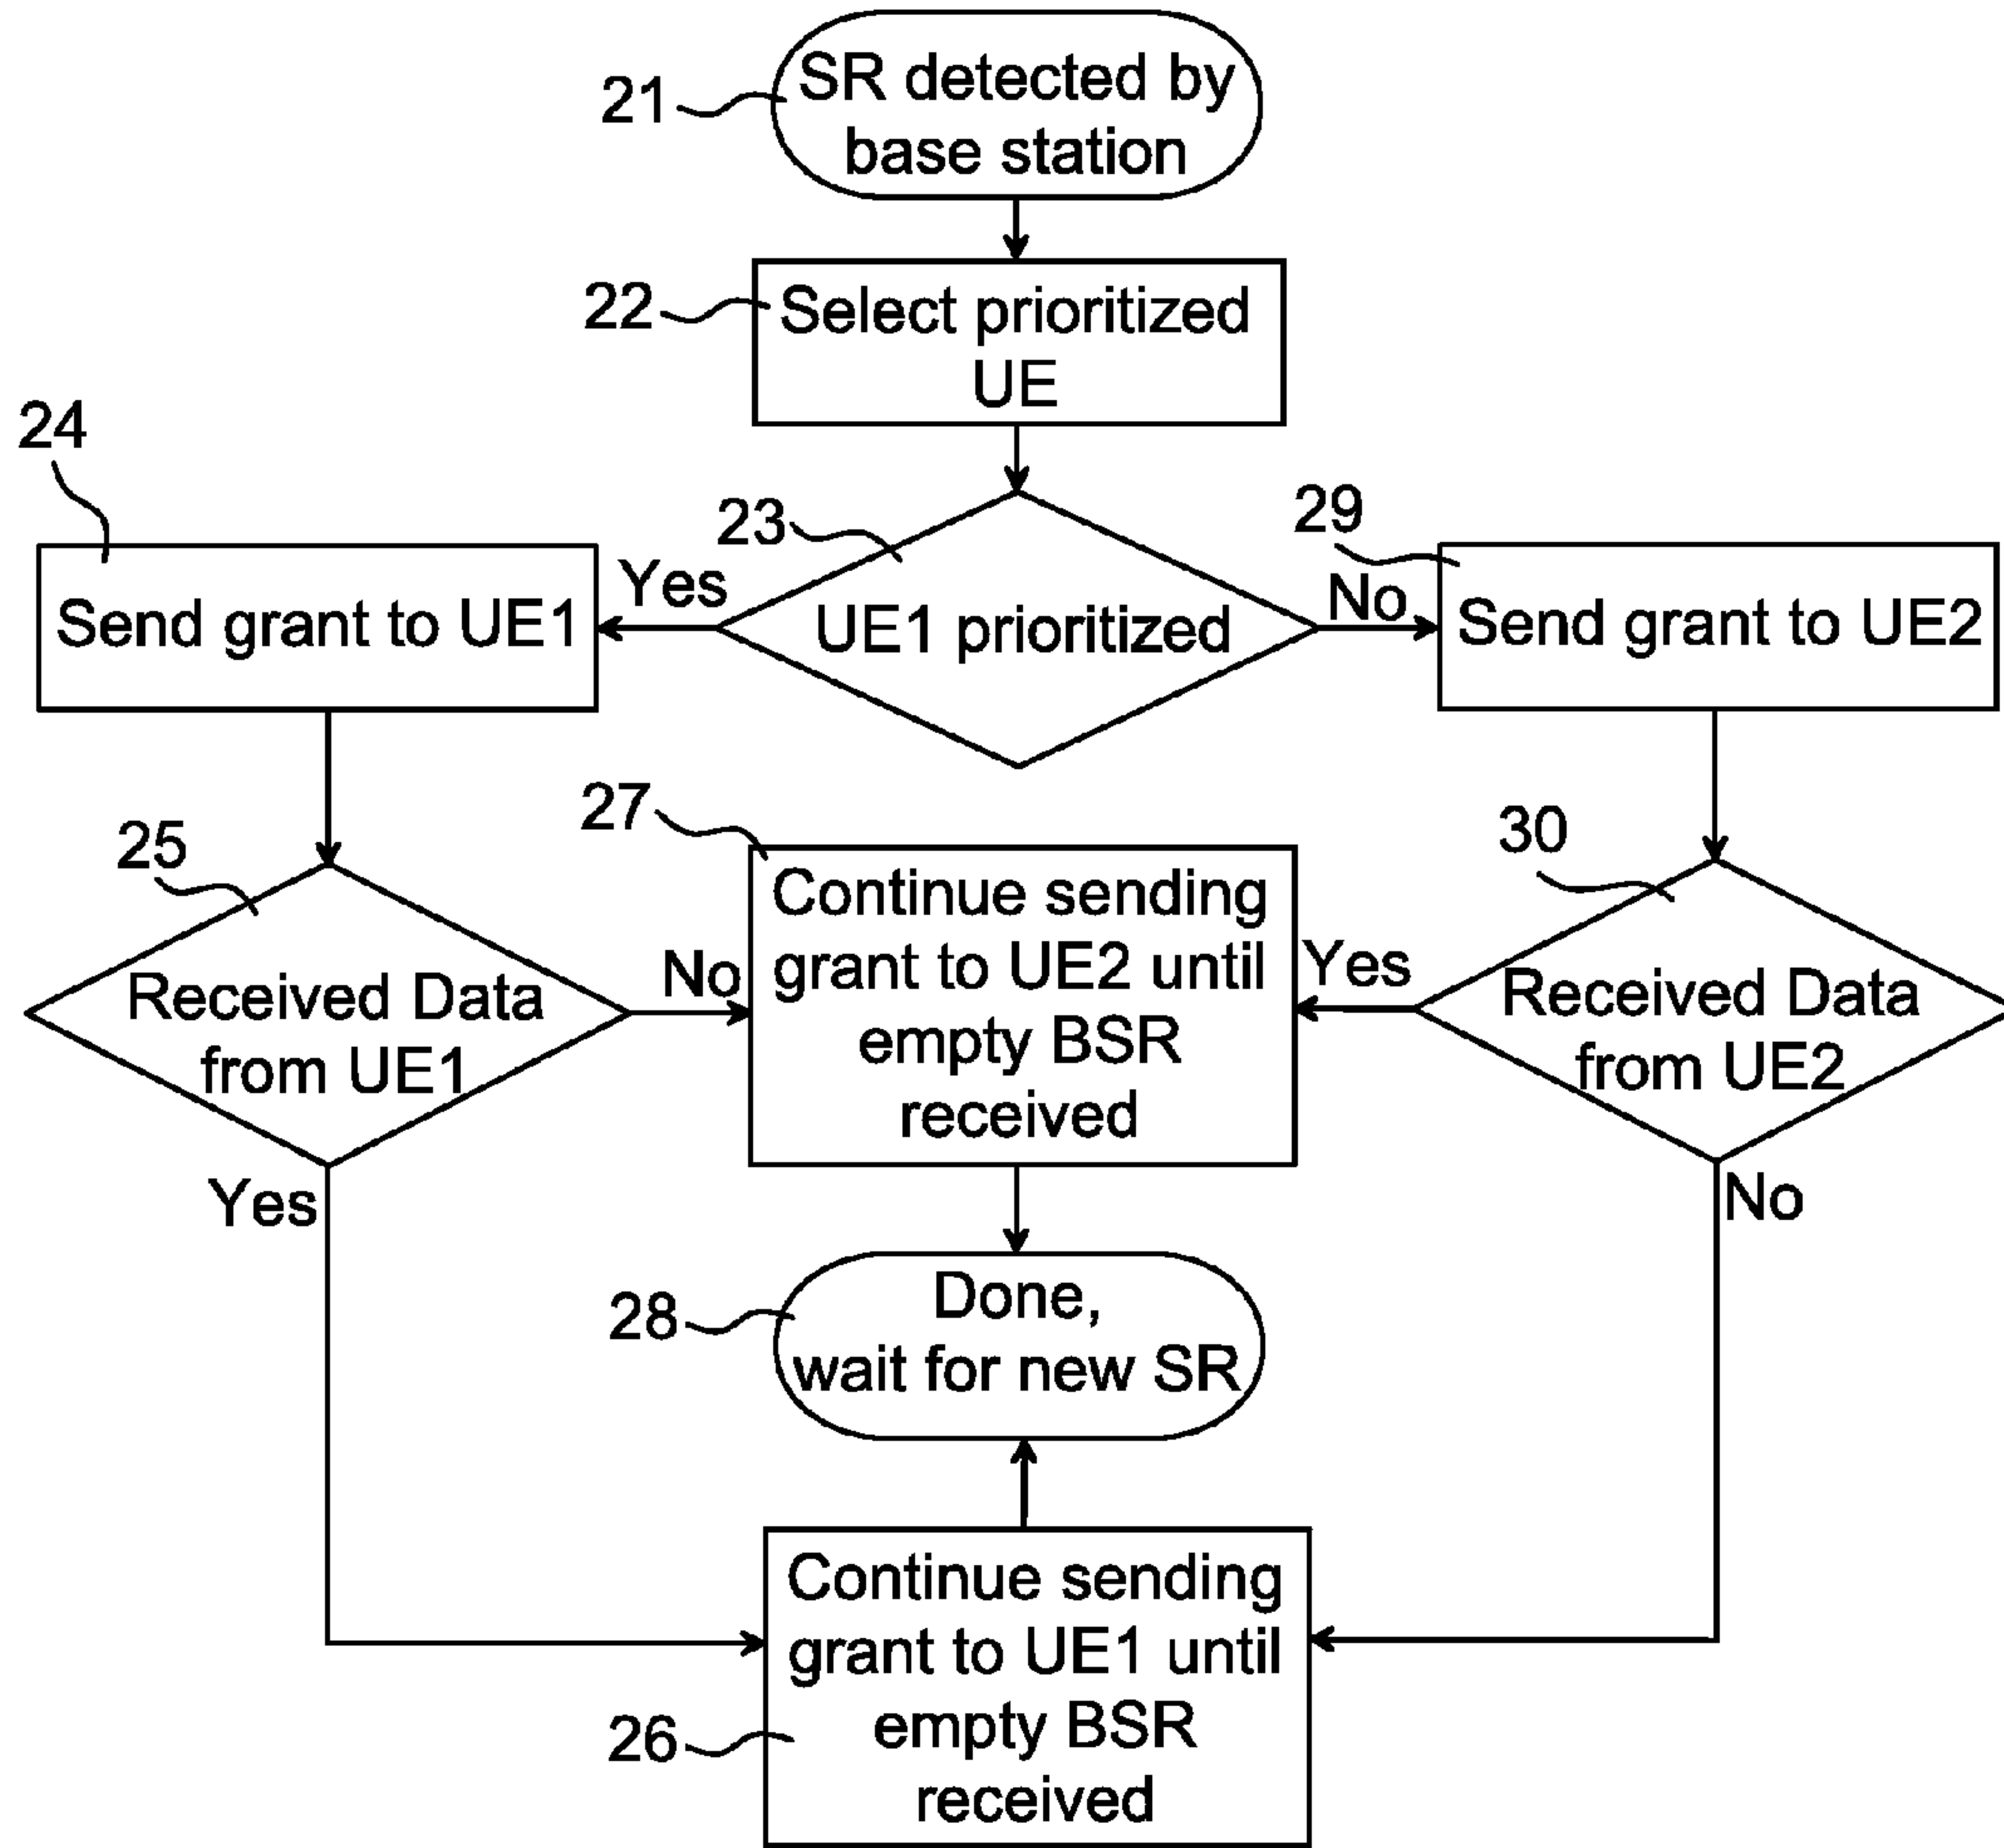 21
SR detected by
base station
22
Select prioritized
UE
24
23
29
Yes
No
Send grant to UE1
UE1 prioritized
Send grant to UE2
27
25
30
Continue sending
grant to UE2 until
empty BSR
received
No
Yes
Received Data
from UE1
Received Data
from UE2
Yes
No
28
Done,
wait for new SR
Continue sending
grant to UE1 until
empty BSR
received
26